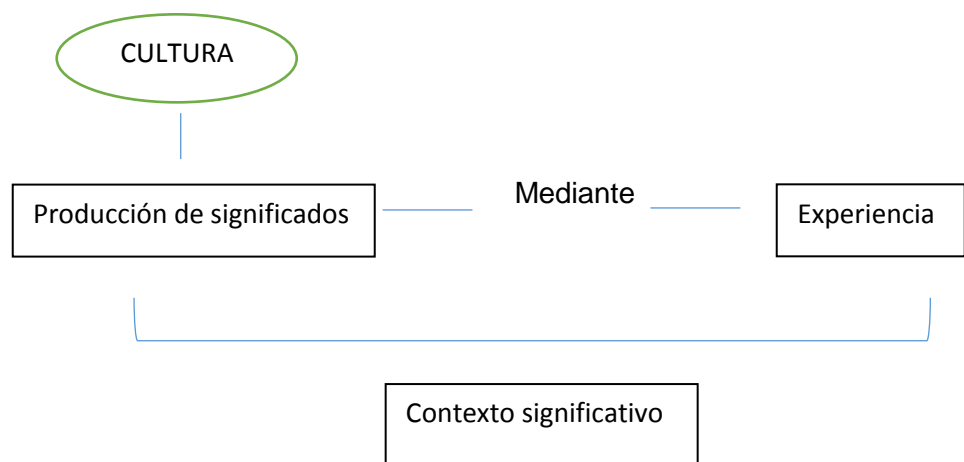 CULTURA
Producción de significados
Mediante
Experiencia
Contexto significativo